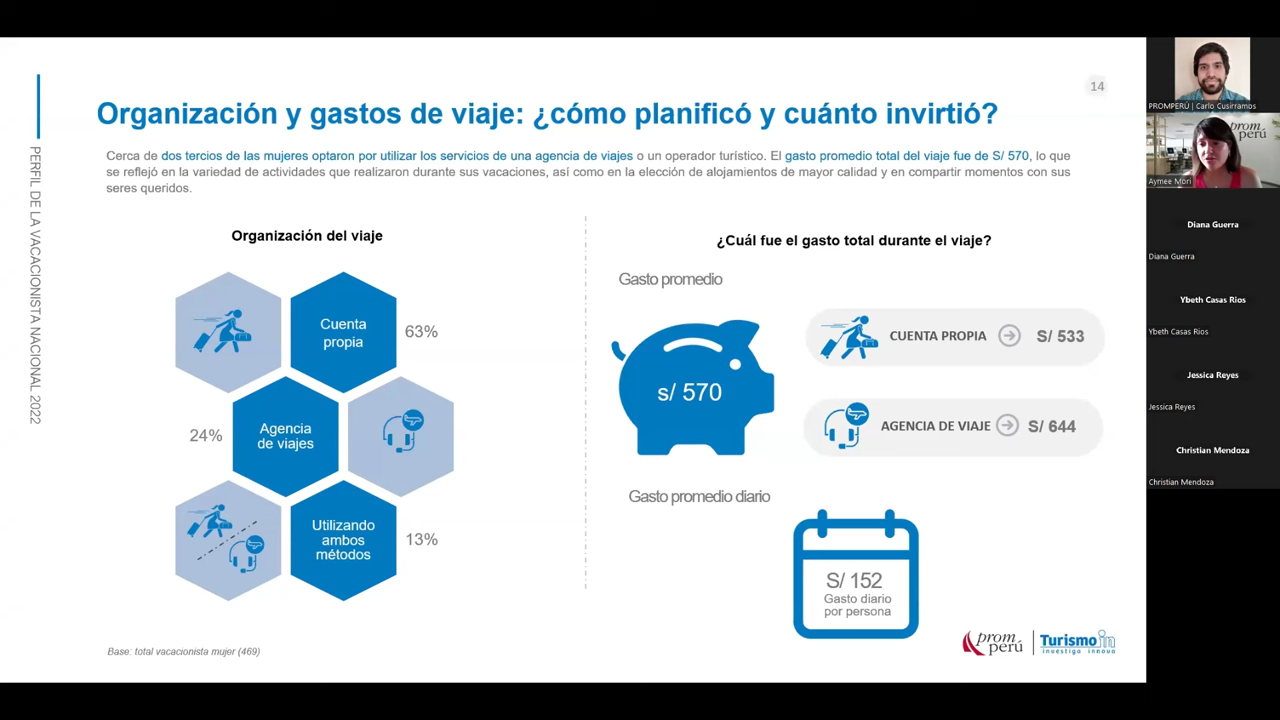 14
Organización y gastos de viaje: ¿cómo planificó y cuánto invirtió?
Cerca de dos tercios de las mujeres optaron por utilizar los servicios de una agencia de viajes o un operador turístico. El gasto promedio total del viaje fue de S/ 570, lo que
se reflejó en la variedad de actividades que realizaron durante sus vacaciones, así como en la elección de alojamientos de mayor calidad y en compartir momentos con sus
seres queridos.
PERFIL DE LA VACACIONISTA NACIONAL 2022
Organización del viaje
Cuenta
propia
63%
24%
Agencia
de viajes
Utilizando
ambos
métodos
13%
¿Cuál fue el gasto total durante el viaje?
Gasto promedio
s/ 570
CUENTA PROPIA
S/ 533
AGENCIA DE VIAJE
S/ 644
Gasto promedio diario
S/ 152
Gasto diario
por persona
Base: total vacacionista mujer (469)
prom
perú
Turismo in
investiga innova
PROMPERÚ | Carlo Cusirramos
prom
perú
Aymee Mori
Diana Guerra
Diana Guerra
Ybeth Casas Rios
Ybeth Casas Rios
Jessica Reyes
Jessica Reyes
Christian Mendoza
Christian Mendoza